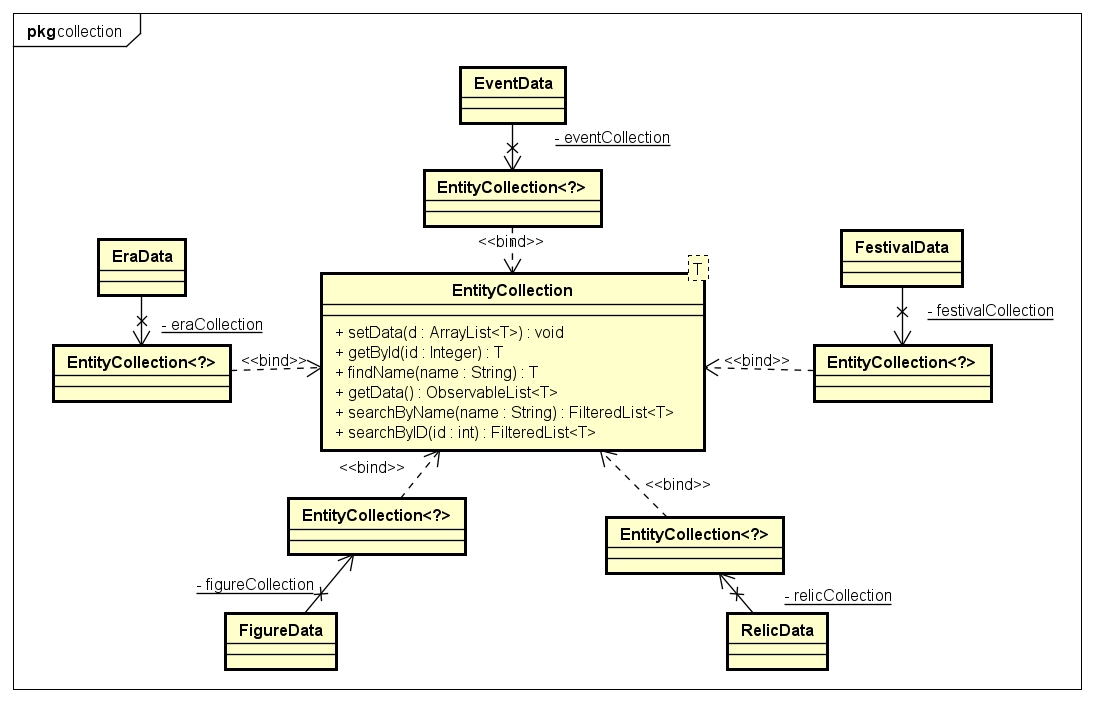 pkg collection
EventData
- eventCollection
EntityCollection<?>
<<bind>>
EraData
- eraCollection
EntityCollection<?>
<<bind>>
T
EntityCollection
+ setData(d : ArrayList<T>) : void
+ getById(id : Integer) : T
+ findName(name : String) : T
+ getData() : ObservableList<T>
+ searchByName(name : String) : FilteredList<T>
+ searchByID(id : int) : FilteredList<T>
FestivalData
- festivalCollection
EntityCollection<?>
<<bind>>
<<bind>>
EntityCollection<?>
- figureCollection
FigureData
<<bind>>
EntityCollection<?>
- relicCollection
RelicData